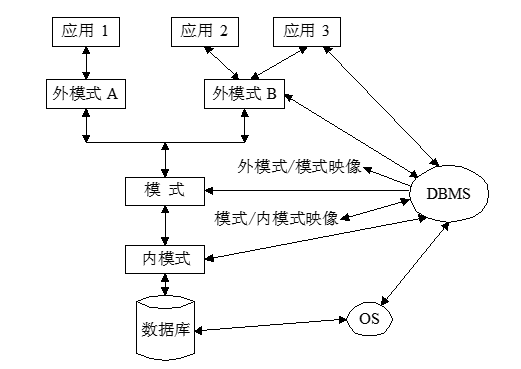 应用 1
应用 2
应用 3
外模式 A
外模式 B
外模式/模式映像
模 式
DBMS
模式/内模式映像
内模式
数据库
OS